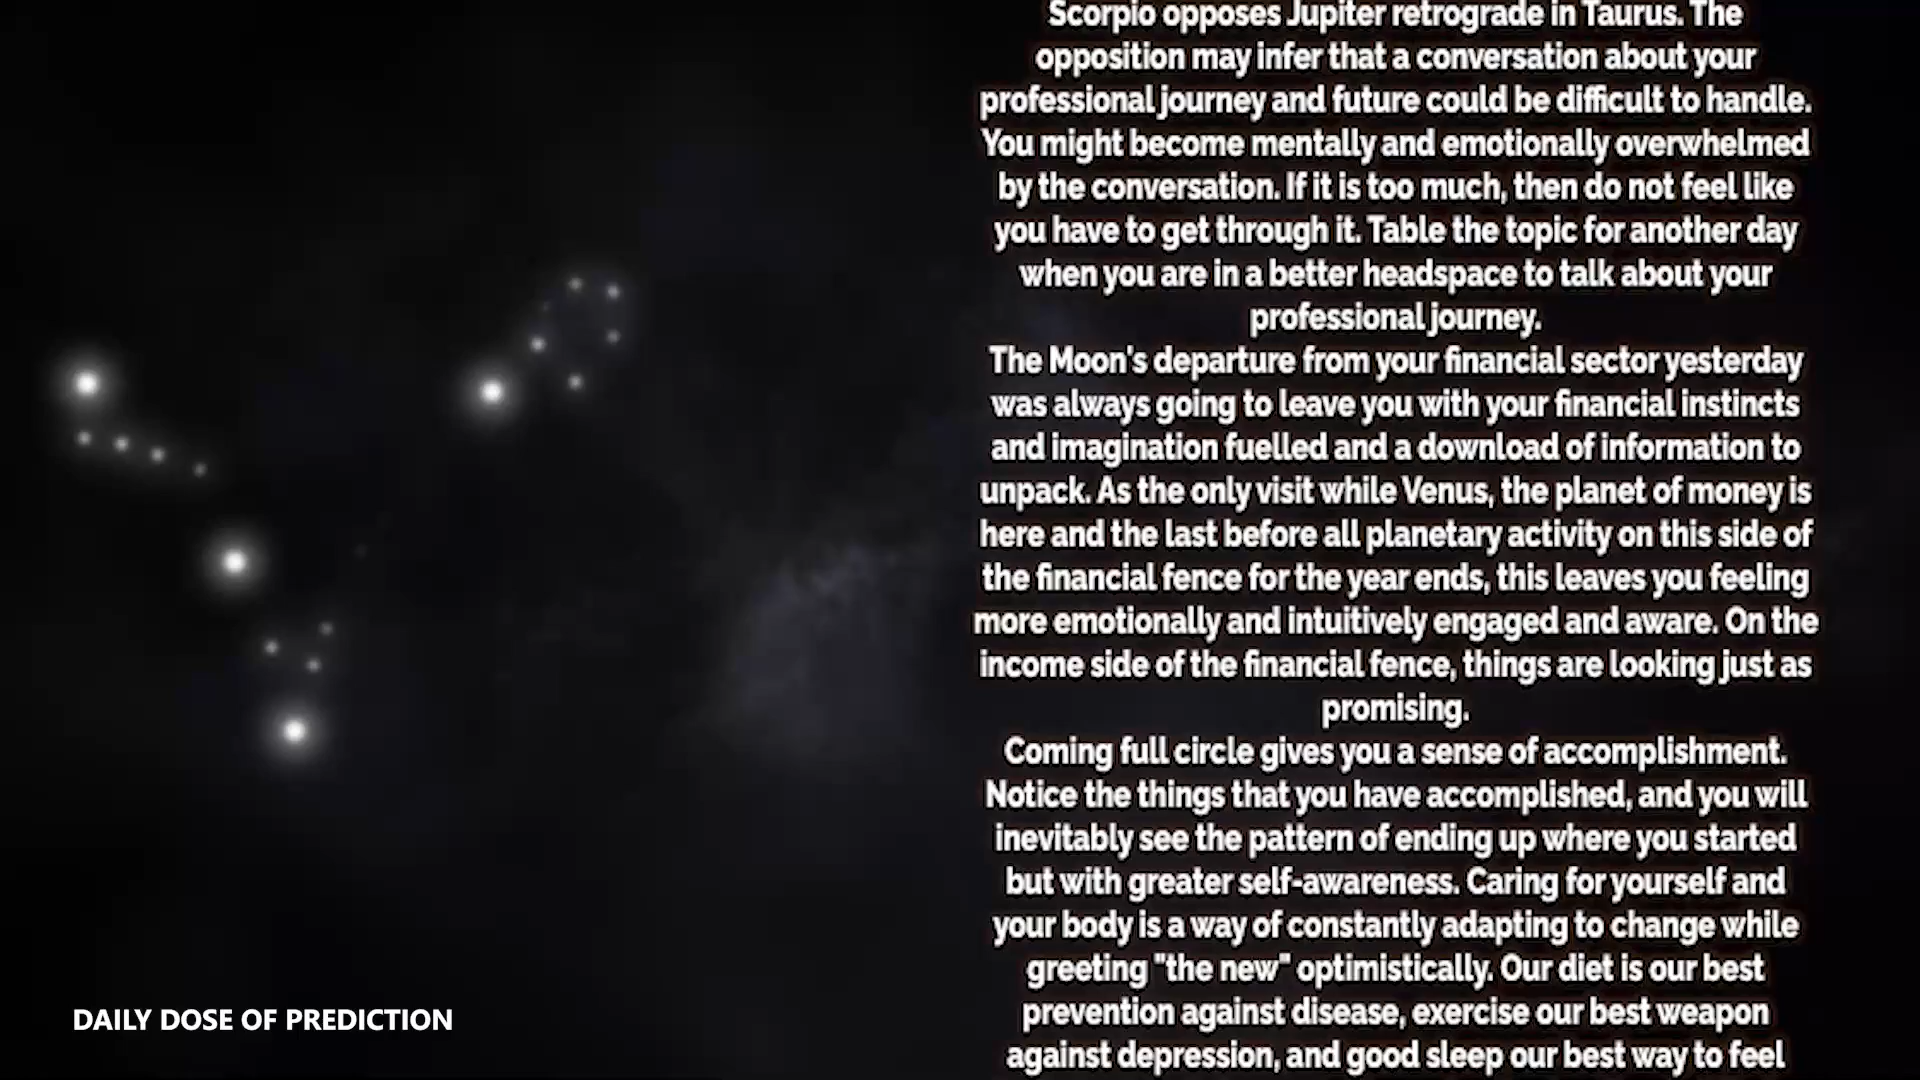 Scorpio opposes Jupiter retrograde in Taurus. The
opposition may infer that a conversation about your
professional journey and future could be difficult to handle.
You might become mentally and emotionally overwhelmed
by the conversation. If it is too much, then do not feel like
you have to get through it. Table the topic for another day
when you are in a better headspace to talk about your
professional journey.
The Moon's departure from your financial sector yesterday
was always going to leave you with your financial instincts
and imagination fuelled and a download of information to
unpack. As the only visit while Venus, the planet of money is
here and the last before all planetary activity on this side of
the financial fence for the year ends, this leaves you feeling
more emotionally and intuitively engaged and aware. On the
income side of the financial fence, things are looking just as
promising.
Coming full circle gives you a sense of accomplishment.
Notice the things that you have accomplished, and you will
inevitably see the pattern of ending up where you started
but with greater self-awareness. Caring for yourself and
your body is a way of constantly adapting to change while
greeting "the new" optimistically. Our diet is our best
prevention against disease, exercise our best weapon
against depression, and good sleep our best way to feel
DAILY DOSE OF PREDICTION